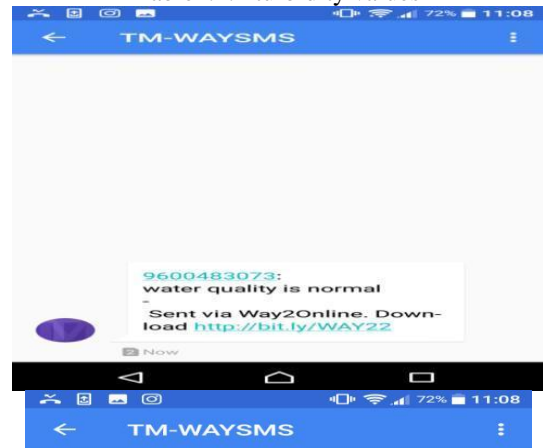 72% 11:08
TM-WAYSMS
9600483073:
water quality is normal
-
Sent via Way2Online. Down-
load http://bit.ly/WAY22
2 Now
72% 11:08
TM-WAYSMS